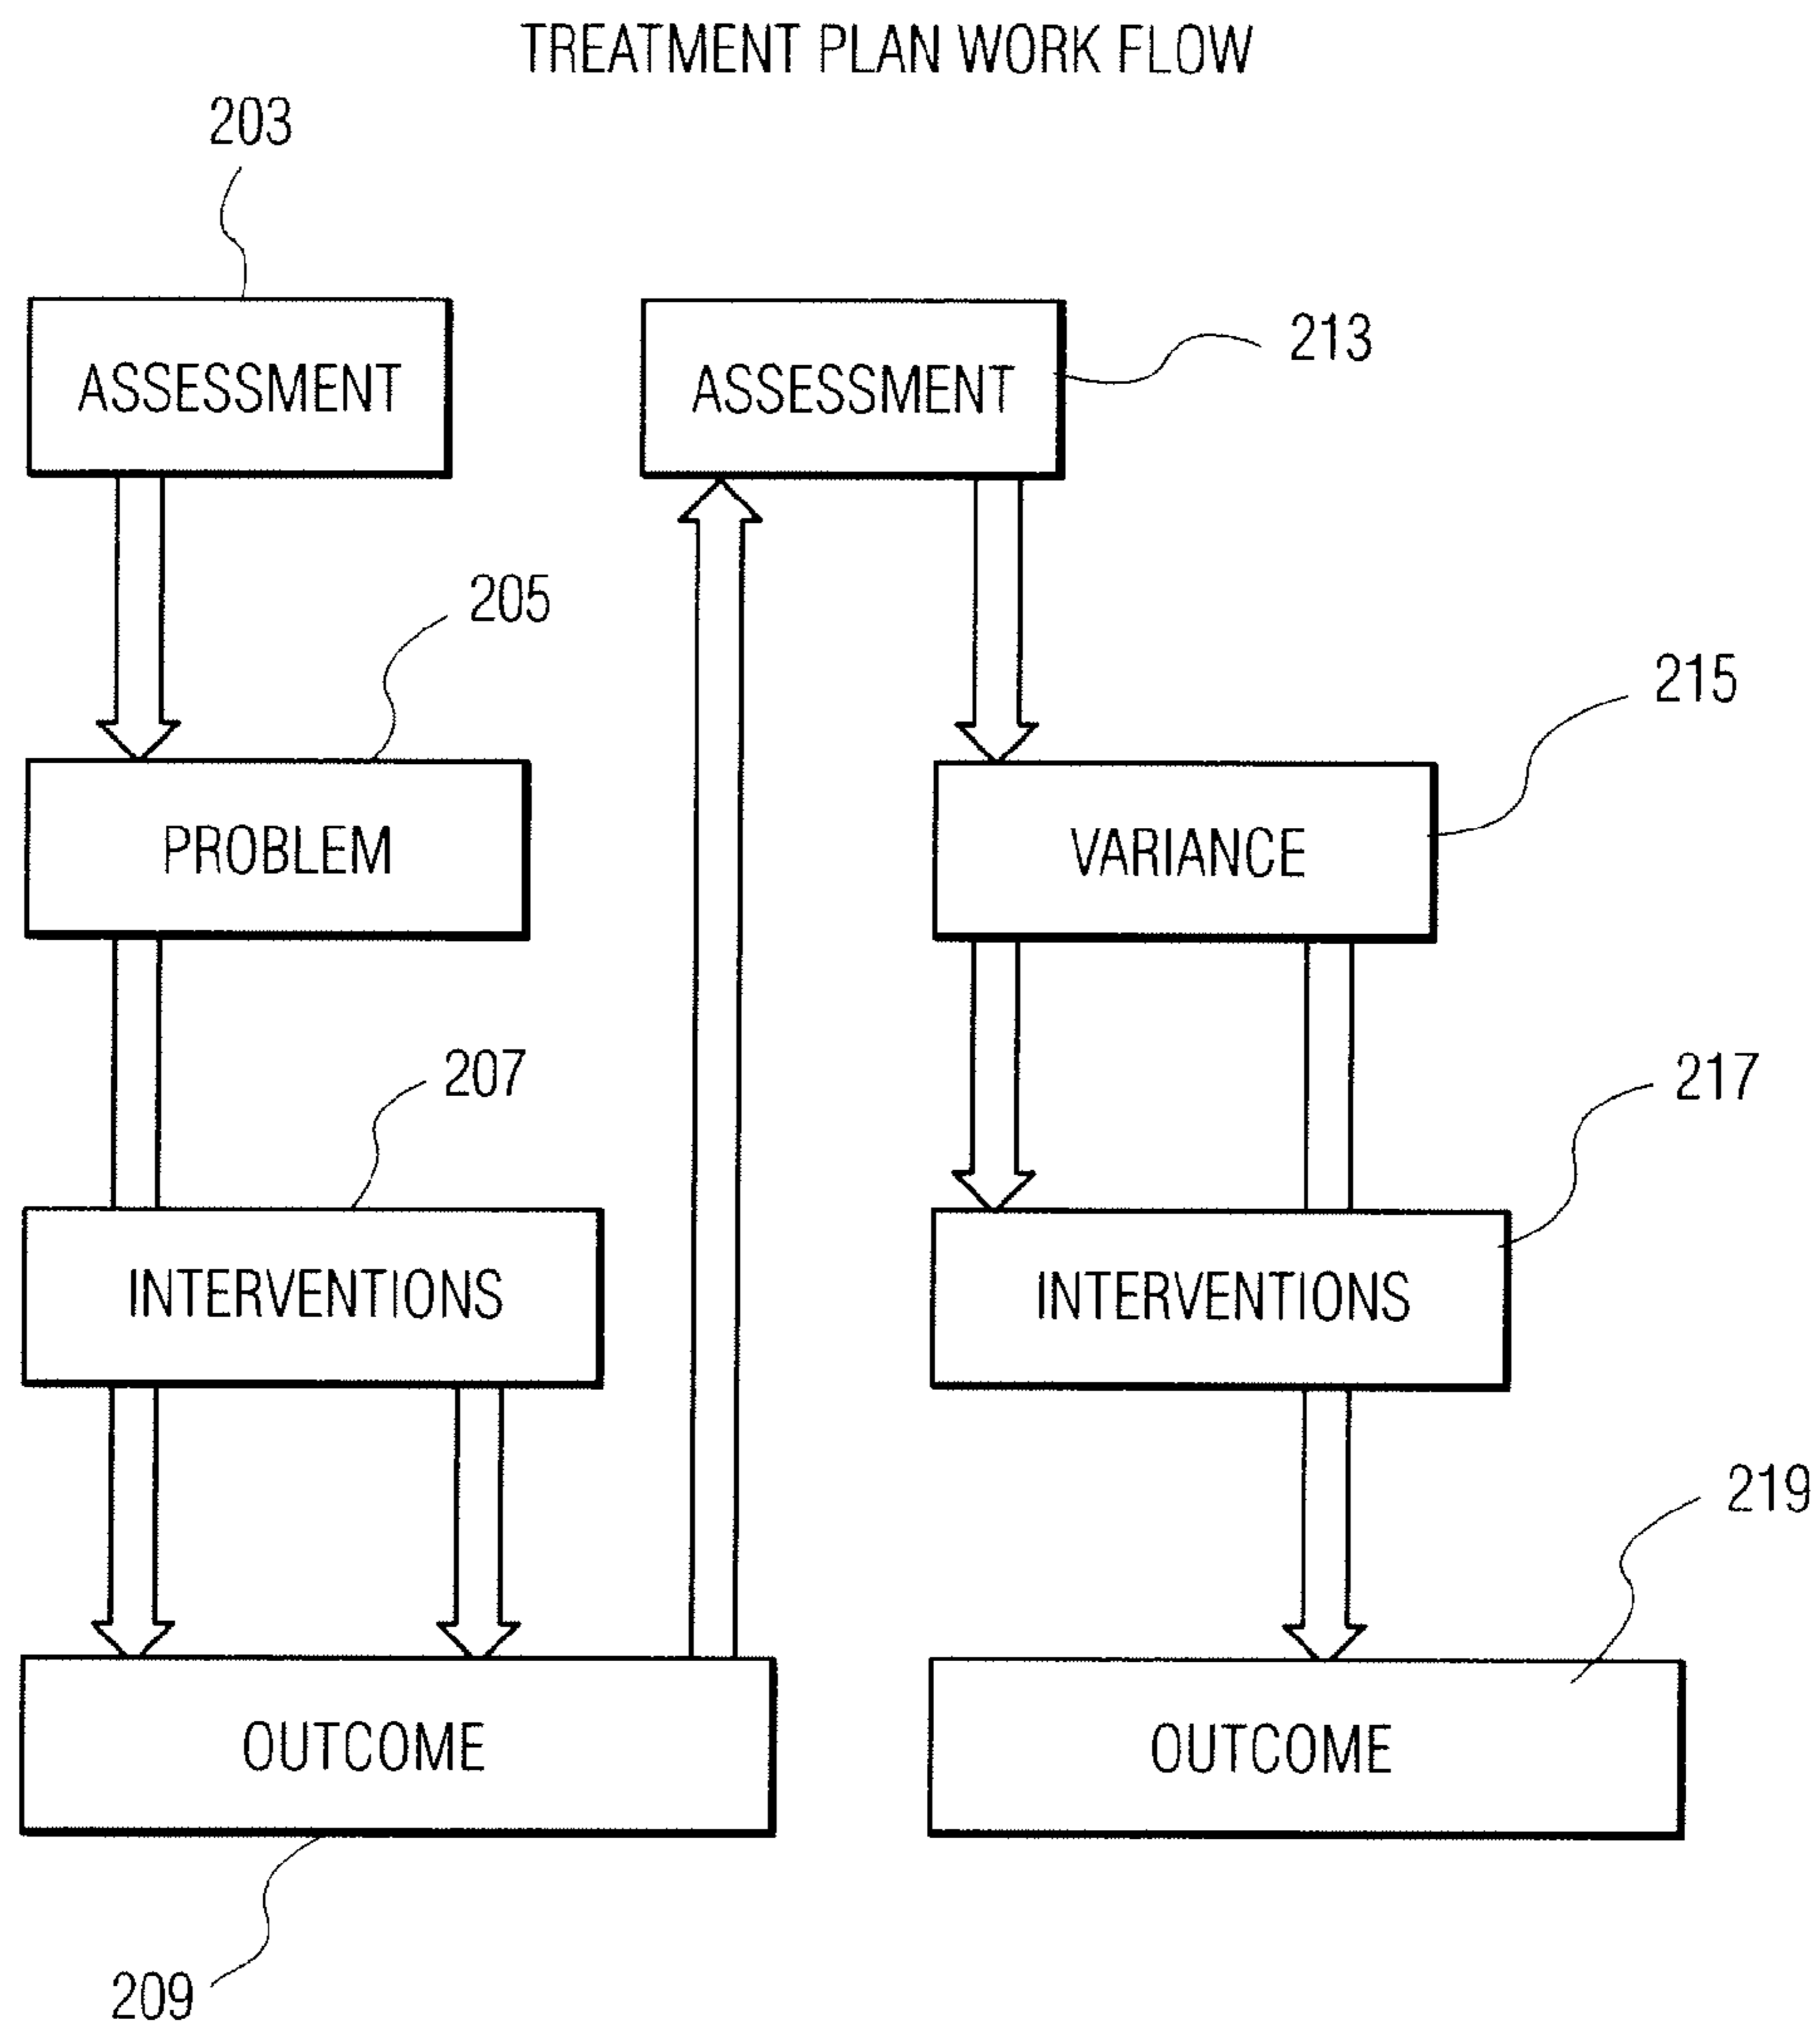 TREATMENT PLAN WORK FLOW
203
ASSESSMENT
ASSESSMENT
213
205
PROBLEM
215
VARIANCE
207
INTERVENTIONS
217
INTERVENTIONS
OUTCOME
219
OUTCOME
209